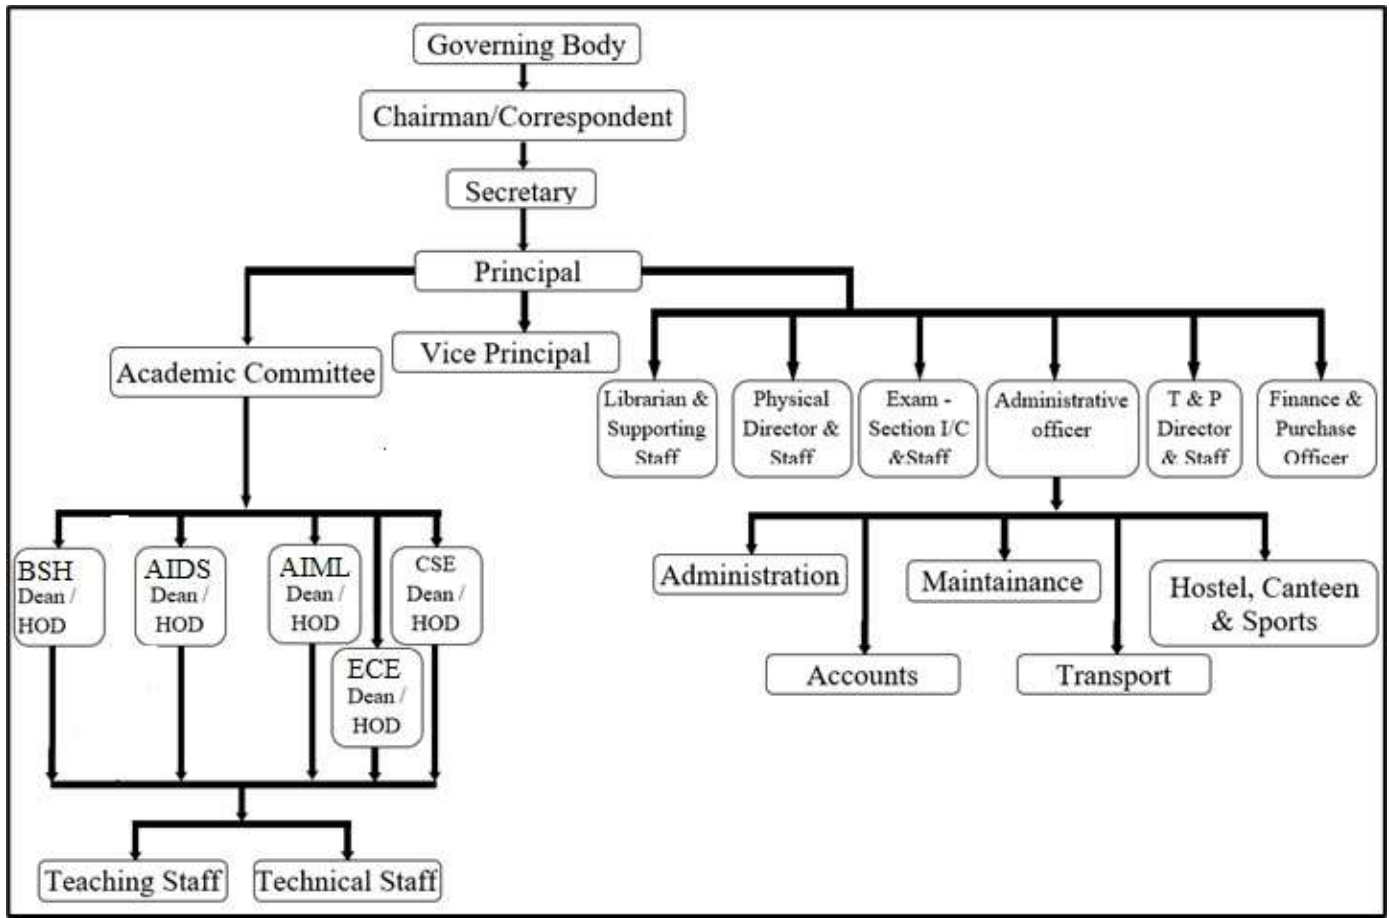 Governing Body
Chairman/Correspondent
Secretary
Principal
Vice Principal
Academic Committee
Librarian &
Supporting
Staff
Physical
Director &
Staff
Exam -
Section I/C
&Staff
Administrative
officer
T & P
Director
& Staff
Finance &
Purchase
Officer
BSH
Dean /
HOD
AIDS
Dean /
HOD
AIML
Dean /
HOD
CSE
Dean /
HOD
ECE
Dean /
HOD
Administration
Maintainance
Hostel, Canteen
& Sports
Accounts
Transport
Teaching Staff
Technical Staff